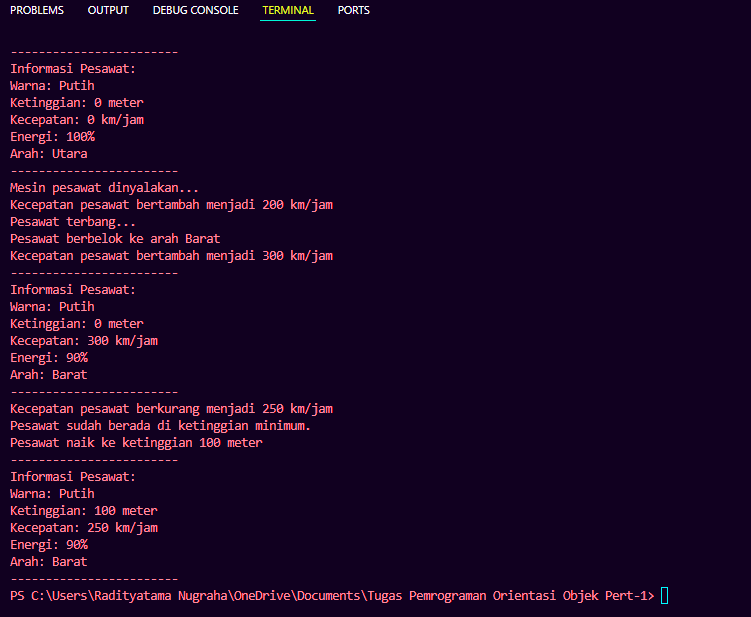 PROBLEMS OUTPUT DEBUG CONSOLE TERMINAL PORTS
------------------------
Informasi Pesawat:
Warna: Putih
Ketinggian: 0 meter
Kecepatan: 0 km/jam
Energi: 100%
Arah: Utara
------------------------
Mesin pesawat dinyalakan...
Kecepatan pesawat bertambah menjadi 200 km/jam
Pesawat terbang...
Pesawat berbelok ke arah Barat
Kecepatan pesawat bertambah menjadi 300 km/jam
------------------------
Informasi Pesawat:
Warna: Putih
Ketinggian: 0 meter
Kecepatan: 300 km/jam
Energi: 90%
Arah: Barat
------------------------
Kecepatan pesawat berkurang menjadi 250 km/jam
Pesawat sudah berada di ketinggian minimum.
Pesawat naik ke ketinggian 100 meter
------------------------
Informasi Pesawat:
Warna: Putih
Ketinggian: 100 meter
Kecepatan: 250 km/jam
Energi: 90%
Arah: Barat
------------------------
PS C:\Users\Radityatama Nugraha\OneDrive\Documents\Tugas Pemrograman Orientasi Objek Pert-1>